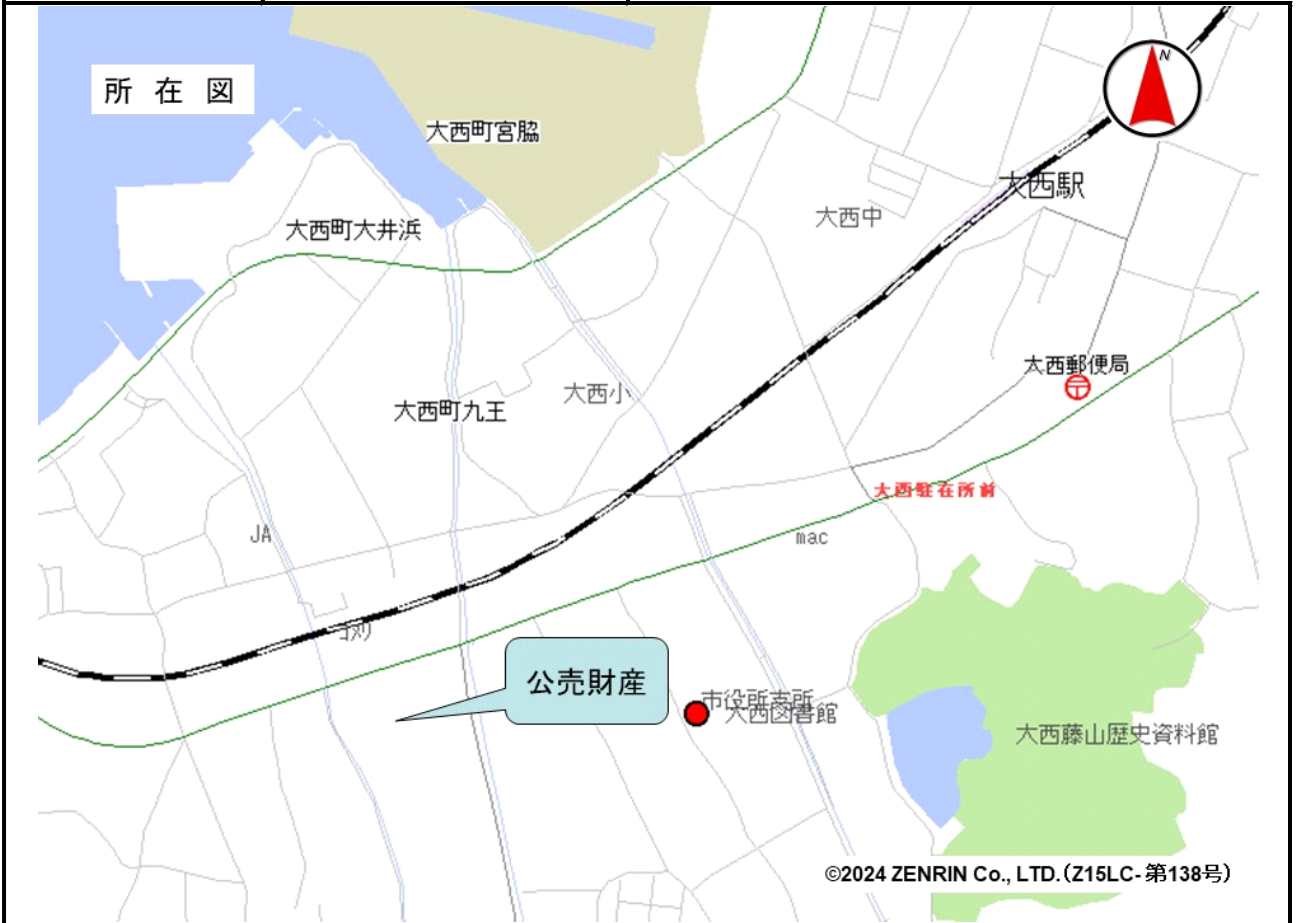 所在図
N
大西町宮脇
大西駅
大西中
大西町大井浜
大西郵便局
大西小
大西町九王
大西駐在所前
JA
mac
コメリ
公売財産
市役所支所
大西図書館
大西藤山歴史資料館
©2024 ZENRIN Co., LTD.(Z15LC-第138号)